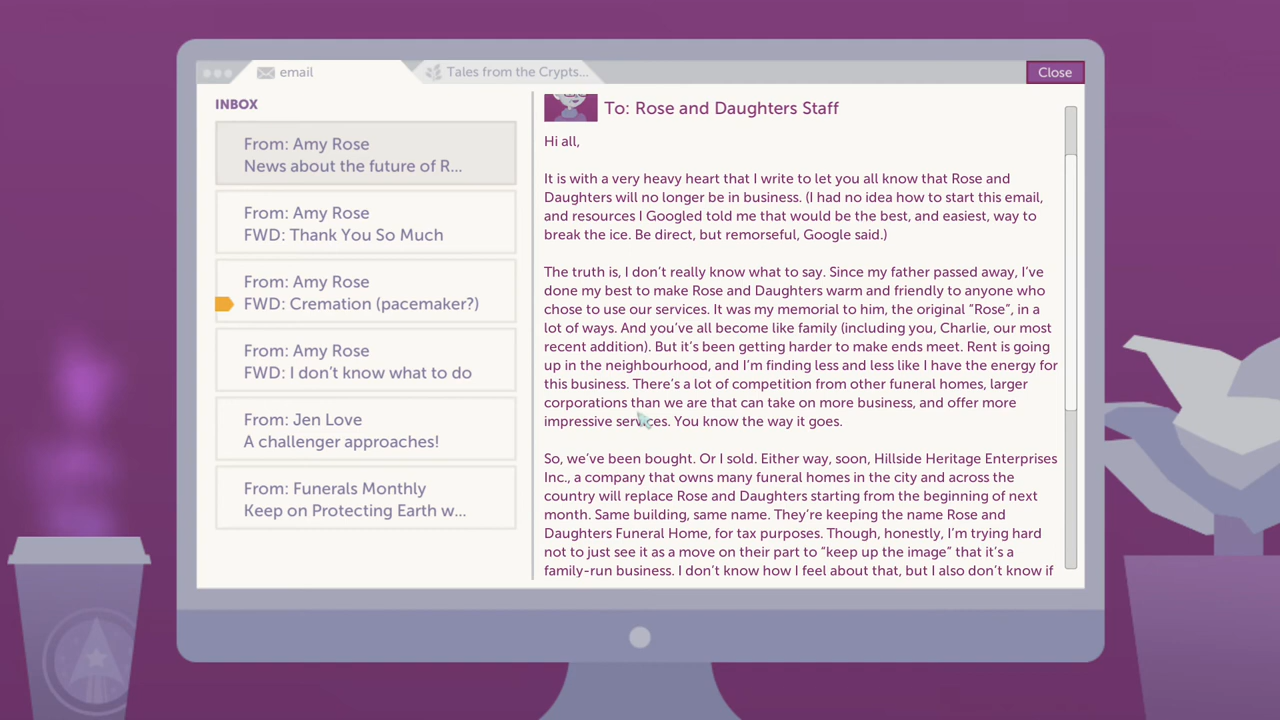 email
Tales from the Crypts...
Close
INBOX
From: Amy Rose
News about the future of R...
From: Amy Rose
FWD: Thank You So Much
From: Amy Rose
FWD: Cremation (pacemaker?)
From: Amy Rose
FWD: I don’t know what to do
From: Jen Love
A challenger approaches!
From: Funerals Monthly
Keep on Protecting Earth w...
To: Rose and Daughters Staff
Hi all,
It is with a very heavy heart that I write to let you all know that Rose and
Daughters will no longer be in business. (I had no idea how to start this email,
and resources I Googled told me that would be the best, and easiest, way to
break the ice. Be direct, but remorseful, Google said.)
The truth is, I don’t really know what to say. Since my father passed away, I’ve
done my best to make Rose and Daughters warm and friendly to anyone who
chose to use our services. It was my memorial to him, the original “Rose”, in a
lot of ways. And you’ve all become like family (including you, Charlie, our most
recent addition). But it’s been getting harder to make ends meet. Rent is going
up in the neighbourhood, and I’m finding less and less like I have the energy for
this business. There’s a lot of competition from other funeral homes, larger
corporations than we are that can take on more business, and offer more
impressive services. You know the way it goes.
So, we’ve been bought. Or I sold. Either way, soon, Hillside Heritage Enterprises
Inc., a company that owns many funeral homes in the city and across the
country will replace Rose and Daughters starting from the beginning of next
month. Same building, same name. They’re keeping the name Rose and
Daughters Funeral Home, for tax purposes. Though, honestly, I’m trying hard
not to just see it as a move on their part to “keep up the image” that it’s a
family-run business. I don’t know how I feel about that, but I also don’t know if